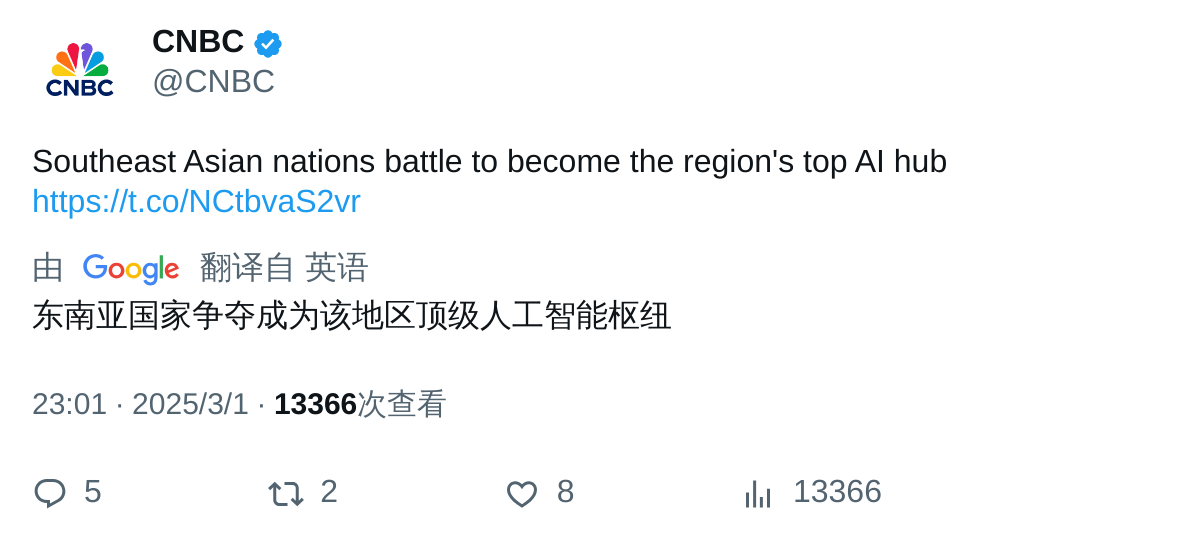 CNBC
@CNBC
CNBC
Southeast Asian nations battle to become the region's top AI hub
https://t.co/NCtbvaS2vr
由 Google 翻译自 英语
东南亚国家争夺成为该地区顶级人工智能枢纽
23:01 · 2025/3/1 · 13366次查看
5 2 8 13366